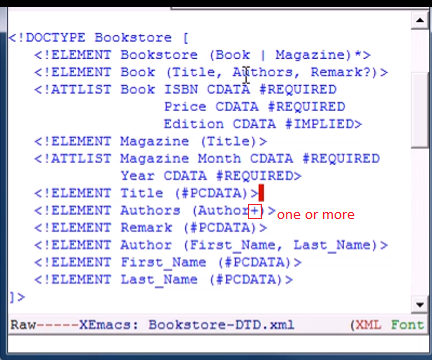 <!DOCTYPE Bookstore [
<!ELEMENT Bookstore (Book | Magazine)*>
<!ELEMENT Book (Title, Authors, Remark?)>
<!ATTLIST Book ISBN CDATA #REQUIRED
Price CDATA #REQUIRED
Edition CDATA #IMPLIED>
<!ELEMENT Magazine (Title)>
<!ATTLIST Magazine Month CDATA #REQUIRED
Year CDATA #REQUIRED>
<!ELEMENT Title (#PCDATA)>
<!ELEMENT Authors (Author+)> one or more
<!ELEMENT Remark (#PCDATA)>
<!ELEMENT Author (First_Name, Last_Name)>
<!ELEMENT First_Name (#PCDATA)>
<!ELEMENT Last_Name (#PCDATA)>
]>
Raw-----XEmacs: Bookstore-DTD.xml (XML Font